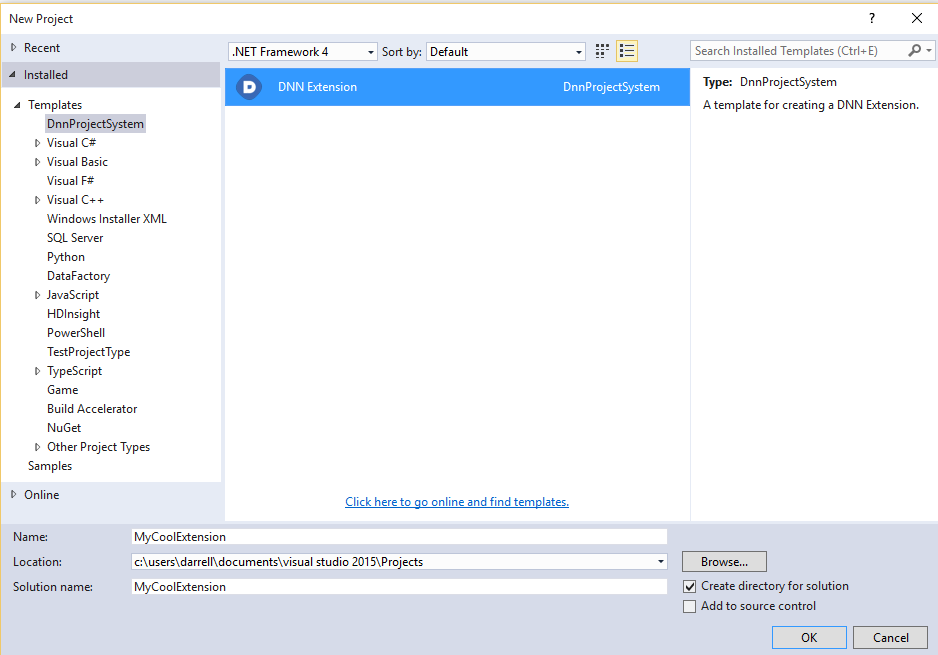 New Project
?
Recent
.NET Framework 4
Sort by:
Default
Search Installed Templates (Ctrl+E)
Installed
Templates
DnnProjectSystem
Visual C#
Visual Basic
Visual F#
Visual C++
Windows Installer XML
SQL Server
Python
DataFactory
JavaScript
HDInsight
PowerShell
TestProjectType
TypeScript
Game
Build Accelerator
NuGet
Other Project Types
Samples
Online
D
DNN Extension
DnnProjectSystem
Click here to go online and find templates.
Type: DnnProjectSystem
A template for creating a DNN Extension.
Name:
MyCoolExtension
Location:
c:\users\darrell\documents\visual studio 2015\Projects
Browse...
Solution name:
MyCoolExtension
Create directory for solution
Add to source control
OK
Cancel